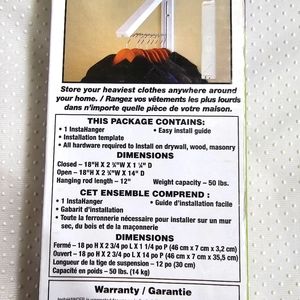 Store your heaviest clothes anywhere around
your home. / Rangez vos vêtements les plus lourds
dans n'importe quelle pièce de votre maison.
THIS PACKAGE CONTAINS:
• 1 InstaHanger • Easy install guide
• Installation template
• All hardware required to Install on drywall, wood, masonry
DIMENSIONS
Closed – 18"H X 2 ¾"W X 1 ¼" D
Open – 18"H X 2 ¾"W X 14" D
Hanging rod length – 12" Weight capacity – 50 lbs.
CET ENSEMBLE COMPREND :
• 1 InstaHanger • Guide d'installation facile
• Gabarit d'installation
• Toute la ferronnerie nécessaire pour installer sur un mur
sec, du bois et de la maçonnerie
DIMENSIONS
Fermé – 18 po H X 2 3/4 po L X 1 1/4 po P (46 cm x 7 cm x 3,2 cm)
Ouvert – 18 po H X 2 3/4 po L X 14 po P (46 cm x 7 cm x 35,5 cm)
Longueur de la tige de suspension – 12 po (30 cm)
Capacité en poids – 50 lbs. (14 kg)
Warranty / Garantie